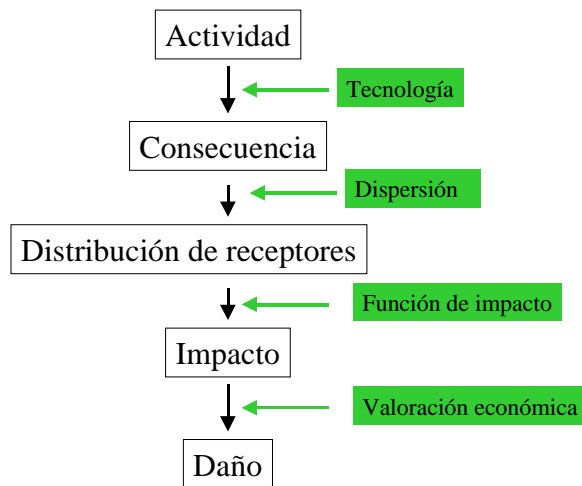 Actividad
Tecnología
Consecuencia
Dispersión
Distribución de receptores
Función de impacto
Impacto
Valoración económica
Daño